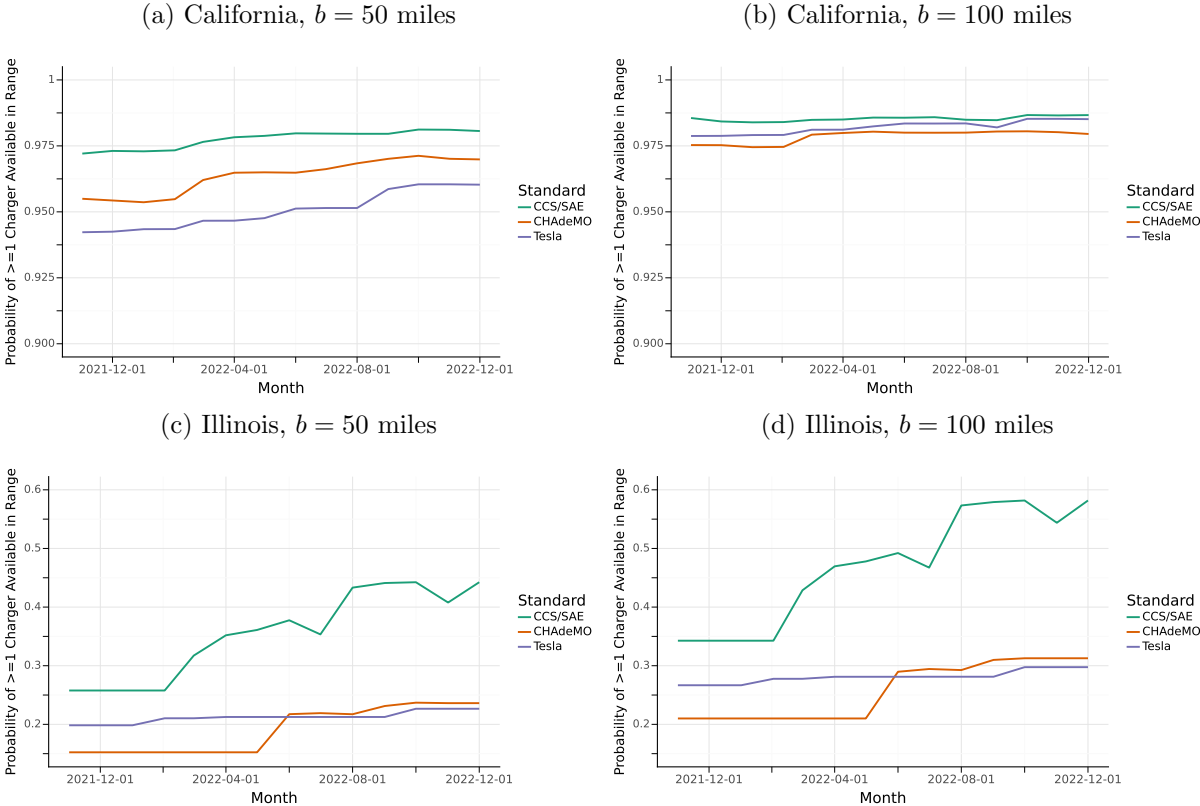 (a) California, b = 50 miles
Probability of >=1 Charger Available in Range
1
0.975
0.950
0.925
0.900
2021-12-01
2022-04-01
2022-08-01
2022-12-01
Month
Standard
CCS/SAE
CHAdeMO
Tesla
(b) California, b = 100 miles
Probability of >=1 Charger Available in Range
1
0.975
0.950
0.925
0.900
2021-12-01
2022-04-01
2022-08-01
2022-12-01
Month
Standard
CCS/SAE
CHAdeMO
Tesla
(c) Illinois, b = 50 miles
Probability of >=1 Charger Available in Range
0.6
0.5
0.4
0.3
0.2
2021-12-01
2022-04-01
2022-08-01
2022-12-01
Month
Standard
CCS/SAE
CHAdeMO
Tesla
(d) Illinois, b = 100 miles
Probability of >=1 Charger Available in Range
0.6
0.5
0.4
0.3
0.2
2021-12-01
2022-04-01
2022-08-01
2022-12-01
Month
Standard
CCS/SAE
CHAdeMO
Tesla